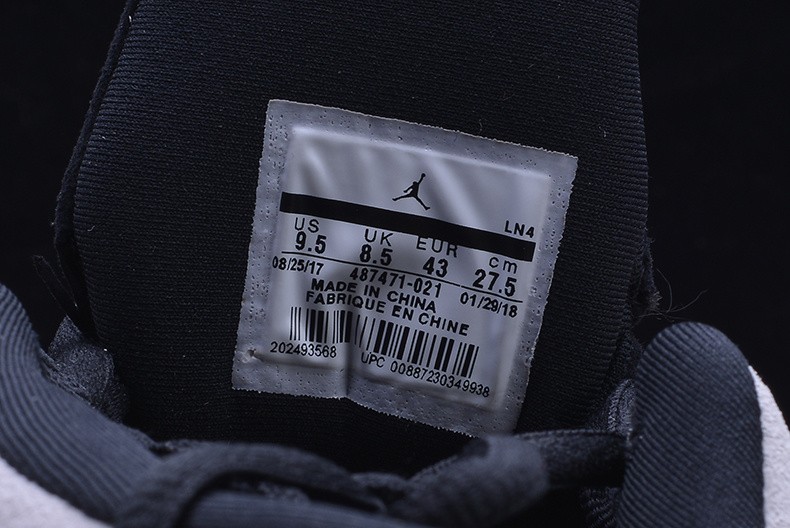 LN4
US UK EUR cm
9.5 8.5 43 27.5
08/25/17 487471-021 01/29/18
MADE IN CHINA
FABRIQUE EN CHINE
202493568 UPC 00887230349938